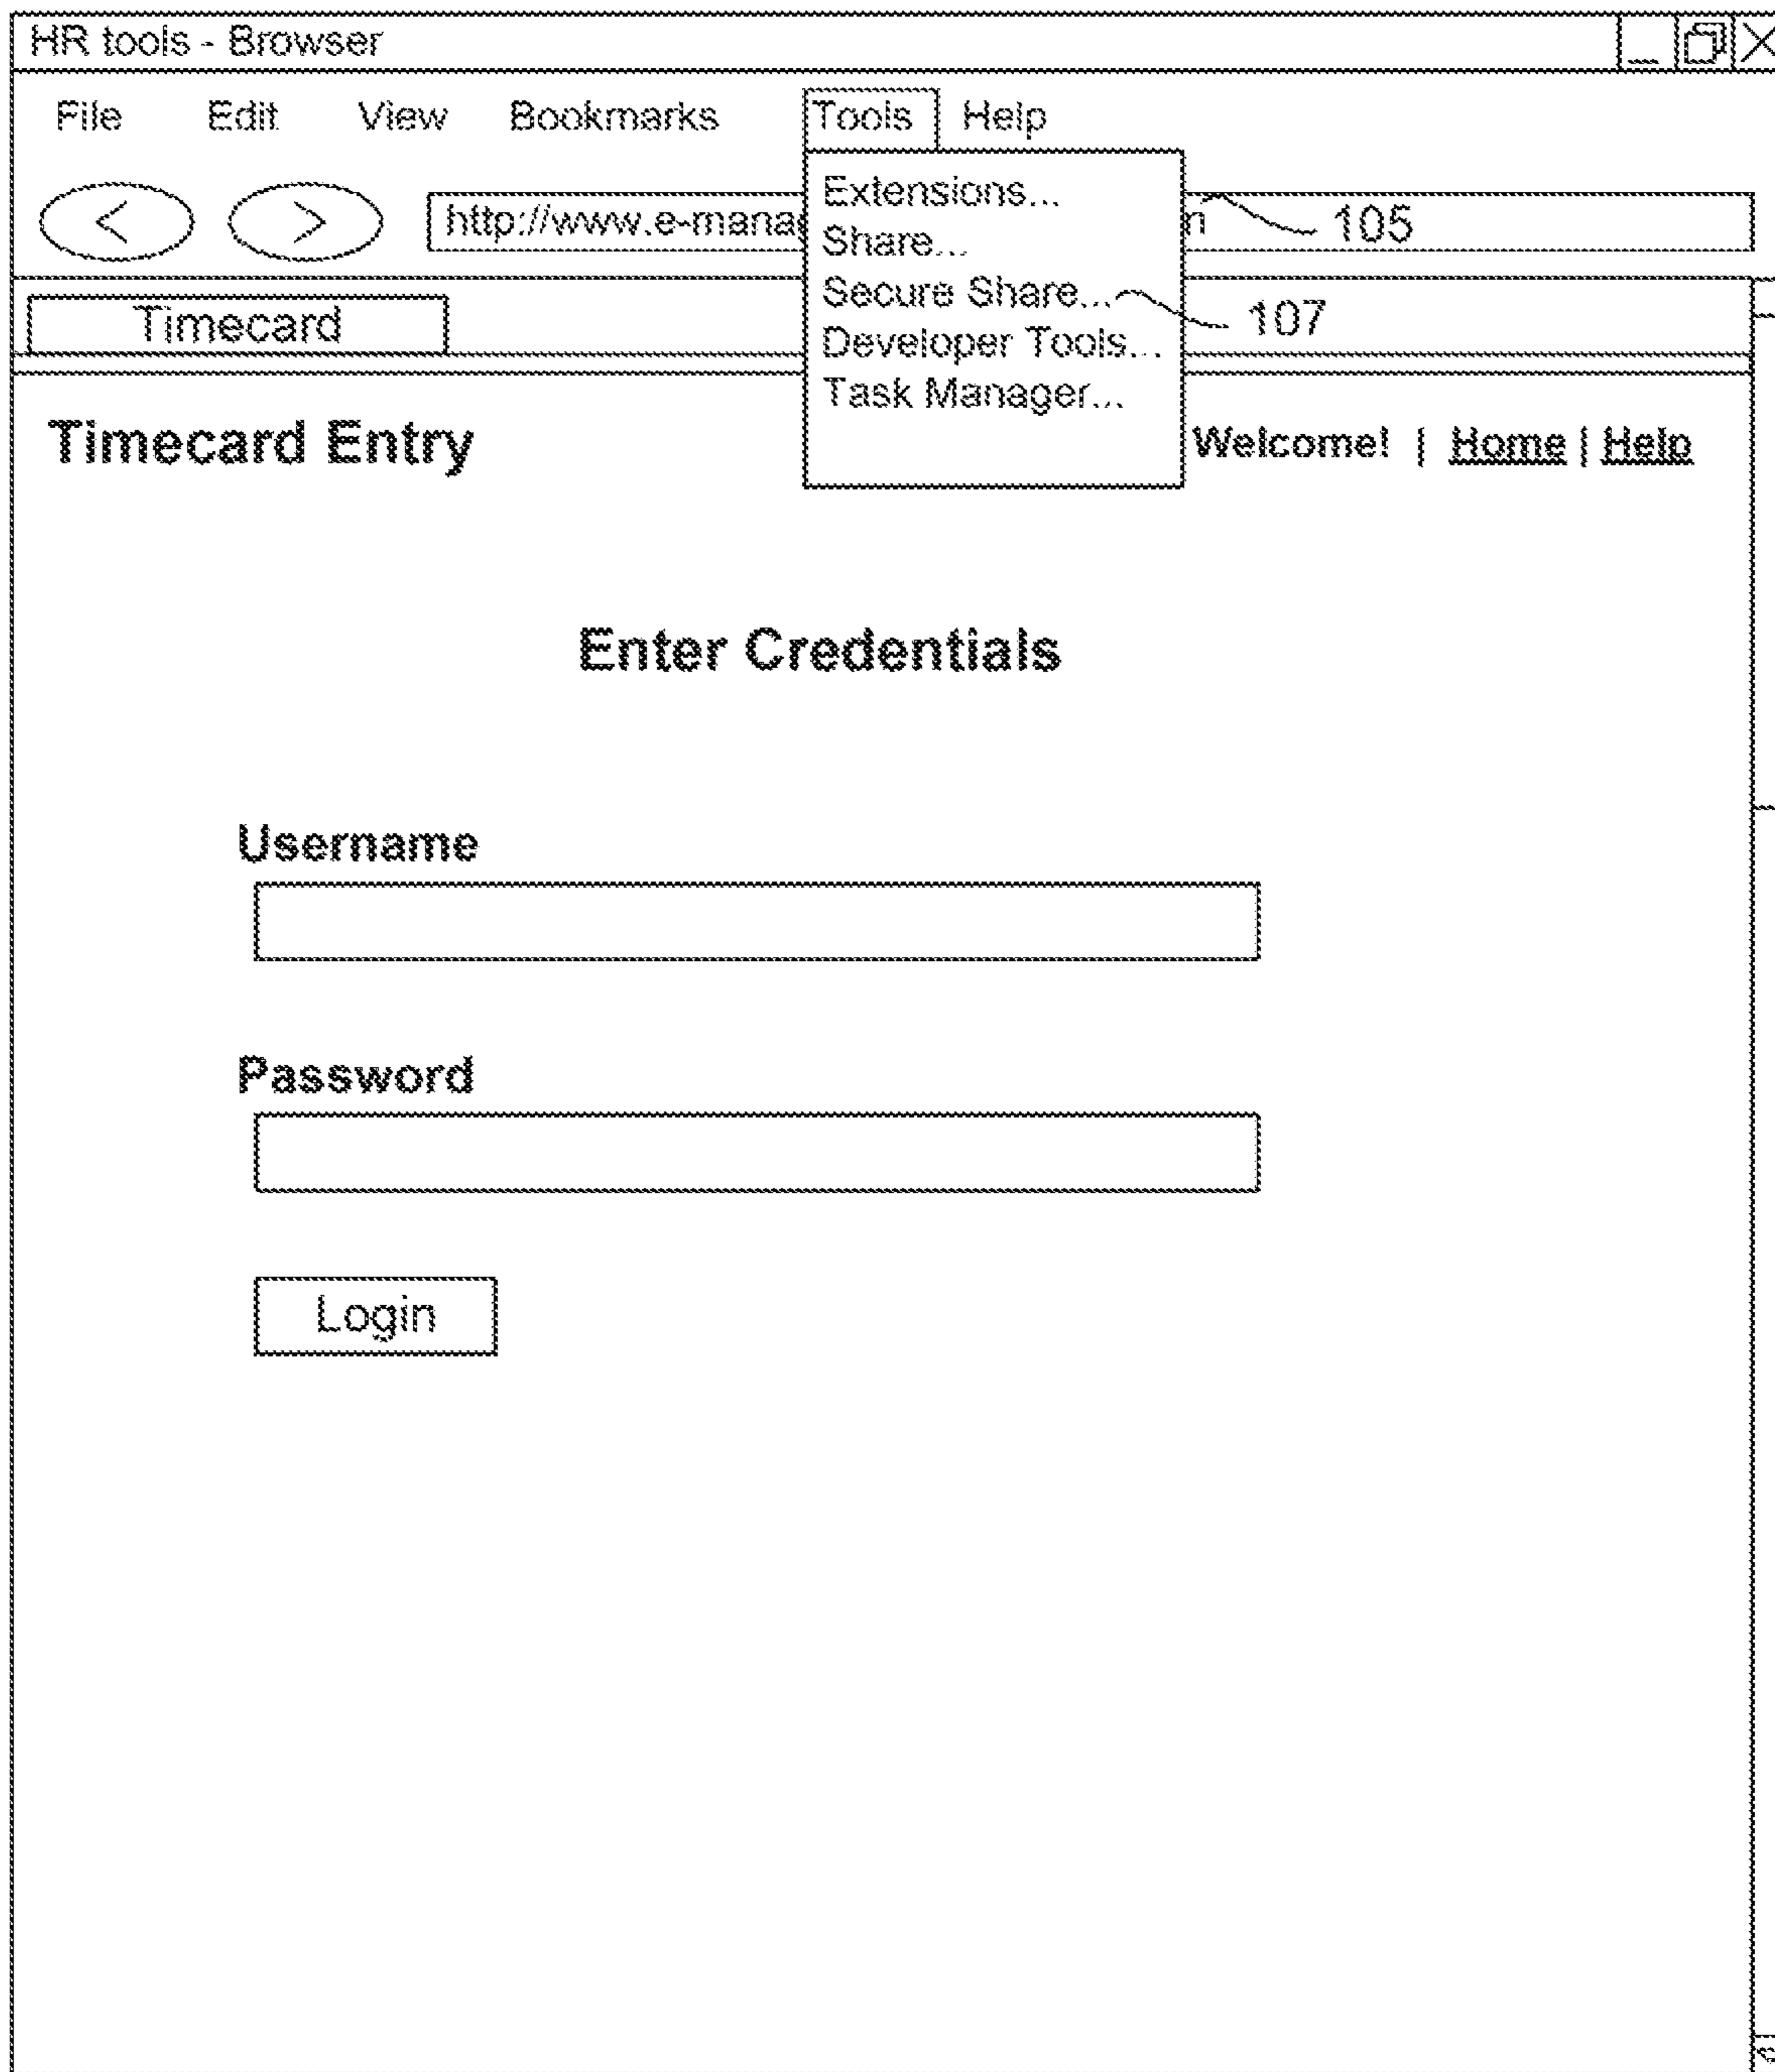 HR tools - Browser
File Edit View Bookmarks Tools Help
< > http://www.e-mana n 105
Extensions...
Share...
Secure Share... 107
Developer Tools...
Task Manager...
Timecard
Timecard Entry Welcome! | Home | Help
Enter Credentials
Username
Password
Login